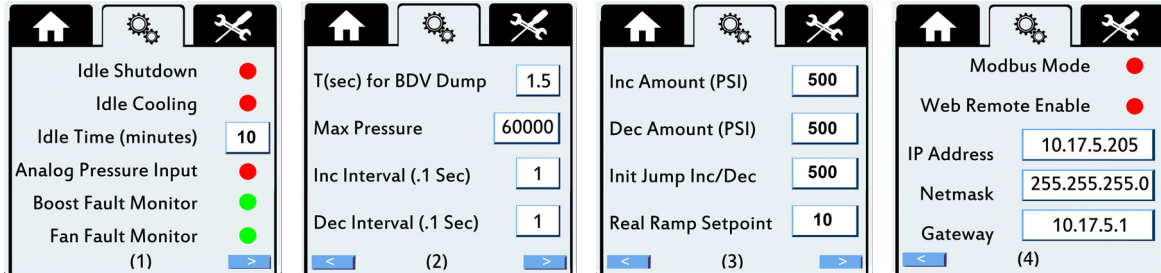 Idle Shutdown
Idle Cooling
Idle Time (minutes) 10
Analog Pressure Input
Boost Fault Monitor
Fan Fault Monitor
(1) >
T(sec) for BDV Dump 1.5
Max Pressure 60000
Inc Interval (.1 Sec) 1
Dec Interval (.1 Sec) 1
< (2) >
Inc Amount (PSI) 500
Dec Amount (PSI) 500
Init Jump Inc/Dec 500
Real Ramp Setpoint 10
< (3) >
Modbus Mode
Web Remote Enable
IP Address 10.17.5.205
Netmask 255.255.255.0
Gateway 10.17.5.1
< (4)